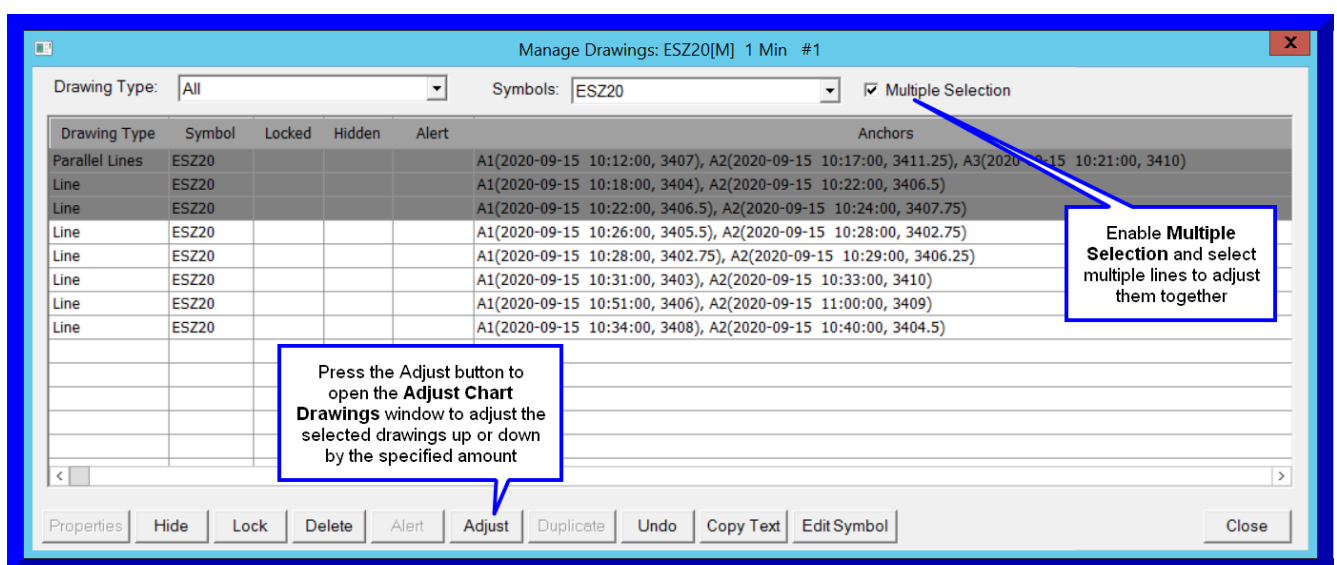 Manage Drawings: ESZ20[M] 1 Min #1
X
Drawing Type: All Symbols: ESZ20 Multiple Selection
Drawing Type Symbol Locked Hidden Alert Anchors
Parallel Lines ESZ20 A1(2020-09-15 10:12:00, 3407), A2(2020-09-15 10:17:00, 3411.25), A3(2020-09-15 10:21:00, 3410)
Line ESZ20 A1(2020-09-15 10:18:00, 3404), A2(2020-09-15 10:22:00, 3406.5)
Line ESZ20 A1(2020-09-15 10:22:00, 3406.5), A2(2020-09-15 10:24:00, 3407.75)
Line ESZ20 A1(2020-09-15 10:26:00, 3405.5), A2(2020-09-15 10:28:00, 3402.75)
Line ESZ20 A1(2020-09-15 10:28:00, 3402.75), A2(2020-09-15 10:29:00, 3406.25)
Line ESZ20 A1(2020-09-15 10:31:00, 3403), A2(2020-09-15 10:33:00, 3410)
Line ESZ20 A1(2020-09-15 10:51:00, 3406), A2(2020-09-15 11:00:00, 3409)
Line ESZ20 A1(2020-09-15 10:34:00, 3408), A2(2020-09-15 10:40:00, 3404.5)
Enable Multiple
Selection and select
multiple lines to adjust
them together
Press the Adjust button to
open the Adjust Chart
Drawings window to adjust the
selected drawings up or down
by the specified amount
Properties Hide Lock Delete Alert Adjust Duplicate Undo Copy Text Edit Symbol Close